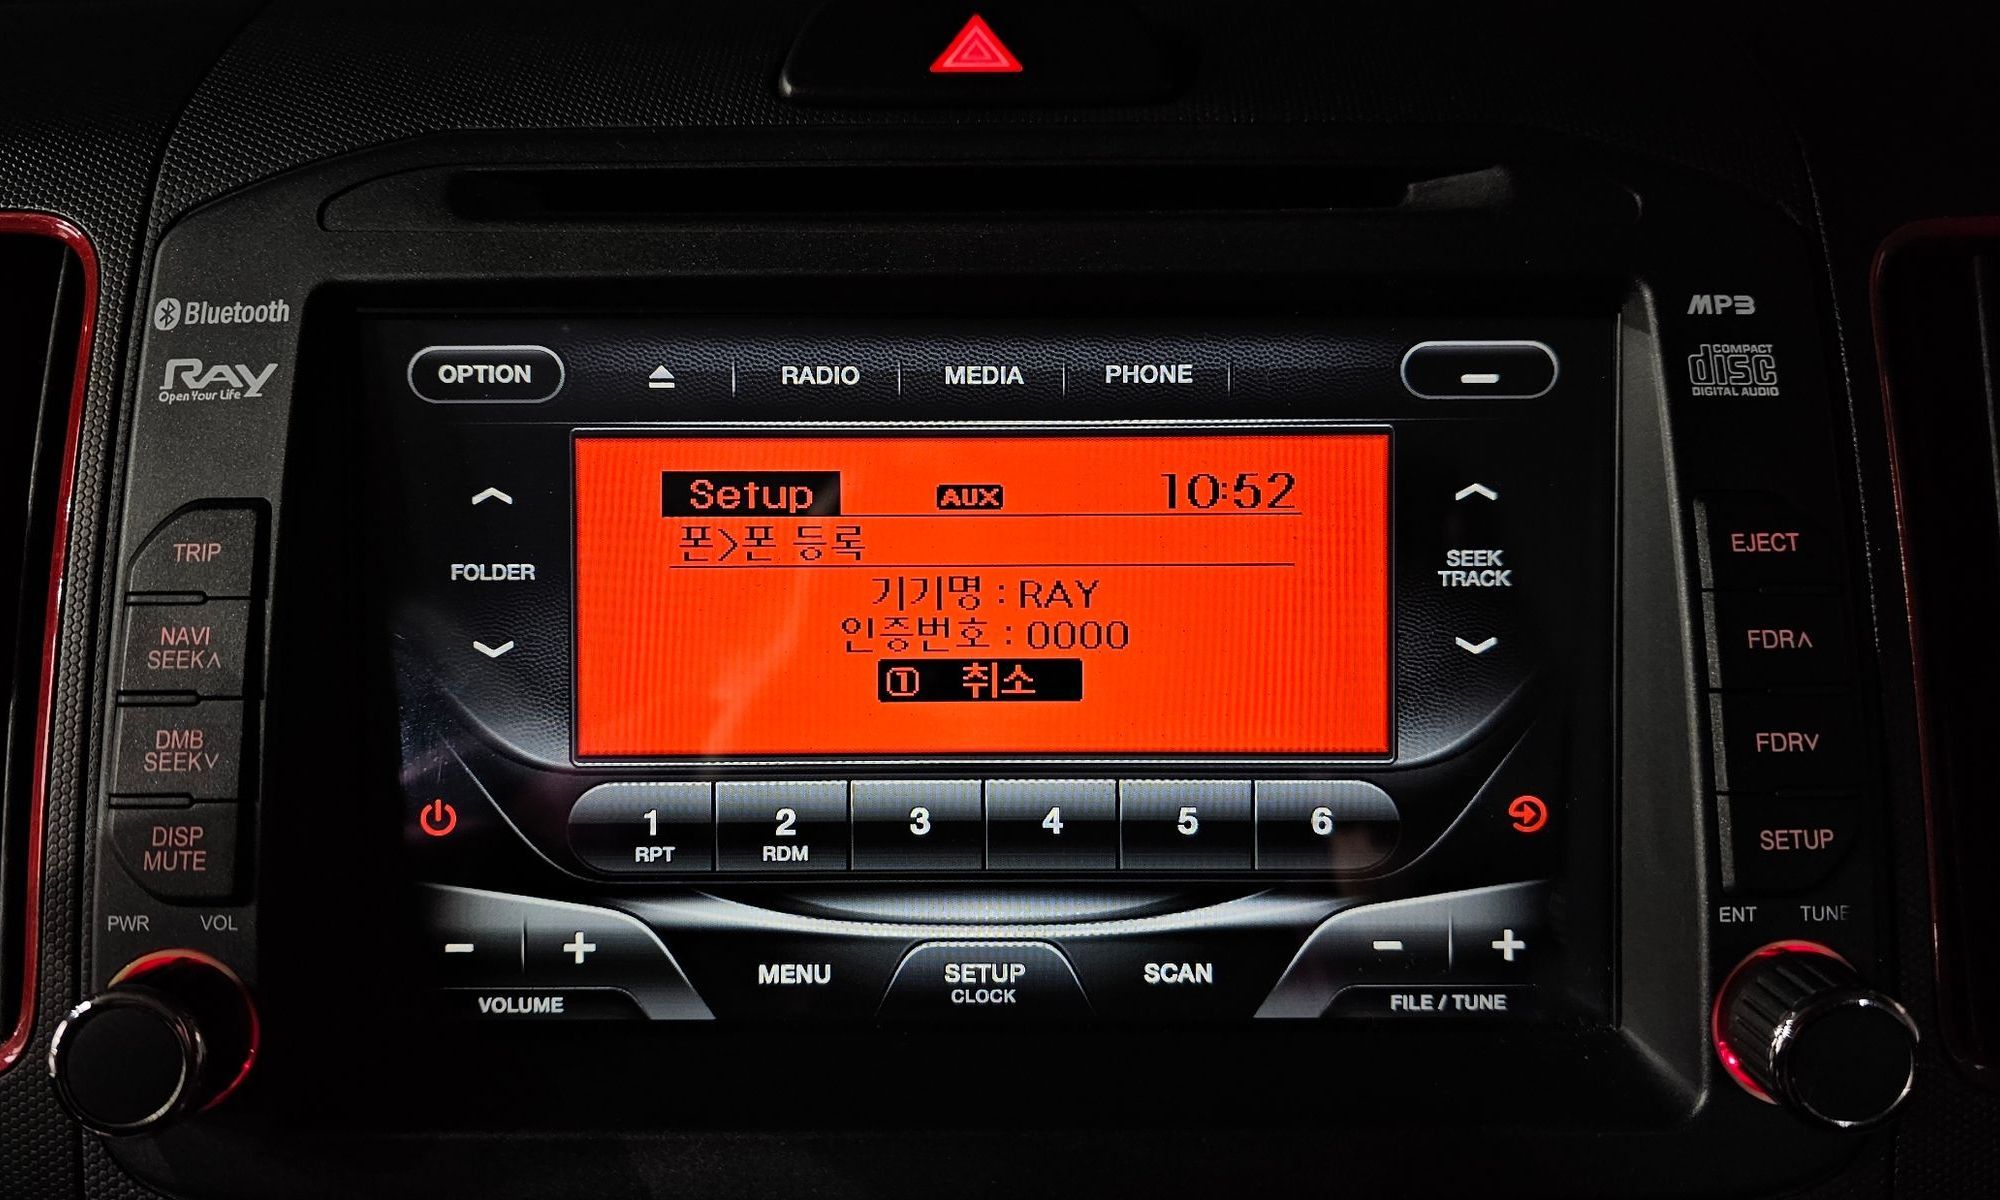 Bluetooth
RAY
Open Your Life
MP3
COMPACT
disc
DIGITAL AUDIO
OPTION
RADIO
MEDIA
PHONE
Setup AUX 10:52
폰>폰 등록
기기명 : RAY
인증번호 : 0000
① 취소
FOLDER
SEEK
TRACK
TRIP
NAVI
SEEK∧
DMB
SEEK∨
DISP
MUTE
PWR VOL
EJECT
FDR∧
FDR∨
SETUP
ENT TUNE
1 2 3 4 5 6
RPT RDM
− +
VOLUME
MENU
SETUP
CLOCK
SCAN
− +
FILE / TUNE